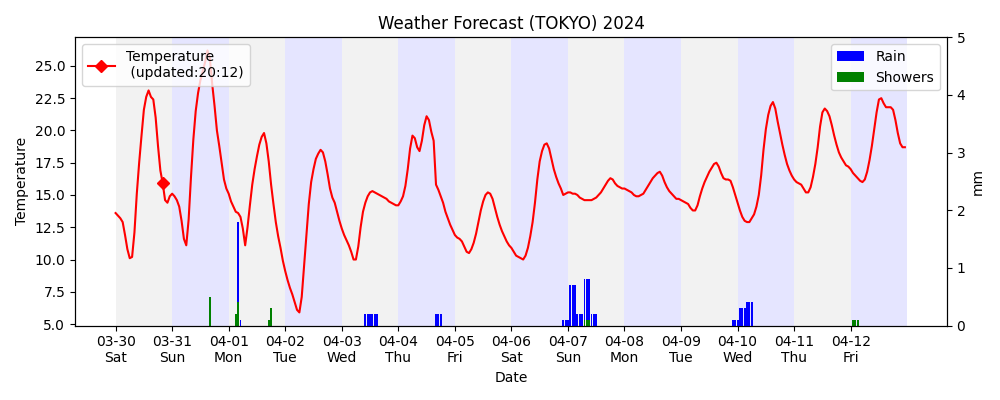 Weather Forecast (TOKYO) 2024
Temperature
(updated:20:12)
Rain
Showers
25.0
22.5
20.0
17.5
15.0
12.5
10.0
7.5
5.0
Temperature
5
4
3
2
1
0
mm
03-30 03-31 04-01 04-02 04-03 04-04 04-05 04-06 04-07 04-08 04-09 04-10 04-11 04-12
Sat Sun Mon Tue Wed Thu Fri Sat Sun Mon Tue Wed Thu Fri
Date